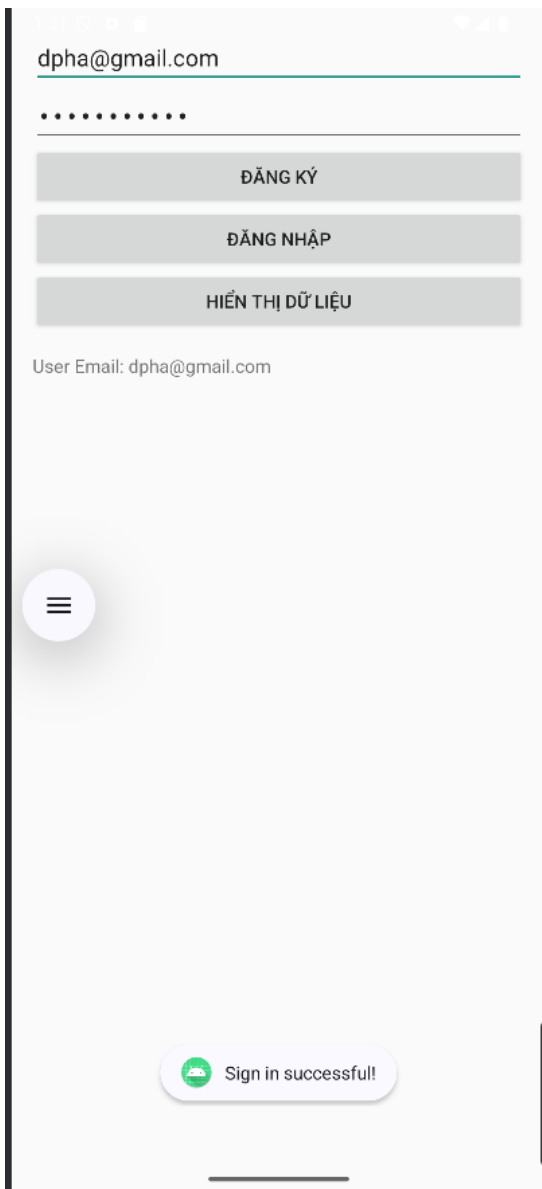 dpha@gmail.com
•••••••••••
ĐĂNG KÝ
ĐĂNG NHẬP
HIỂN THỊ DỮ LIỆU
User Email: dpha@gmail.com
Sign in successful!